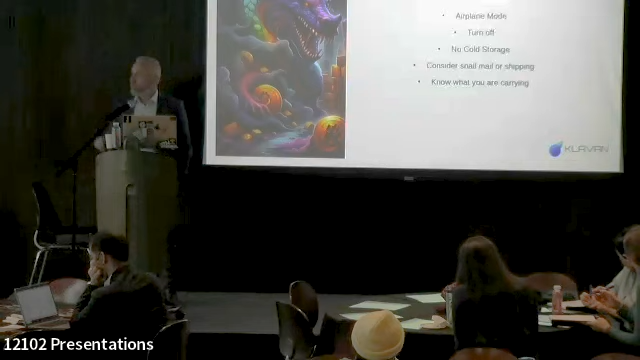 Airplane Mode
Turn off
No Cold Storage
Consider snail mail or shipping
Know what you are carrying
KLAVAN
12102 Presentations